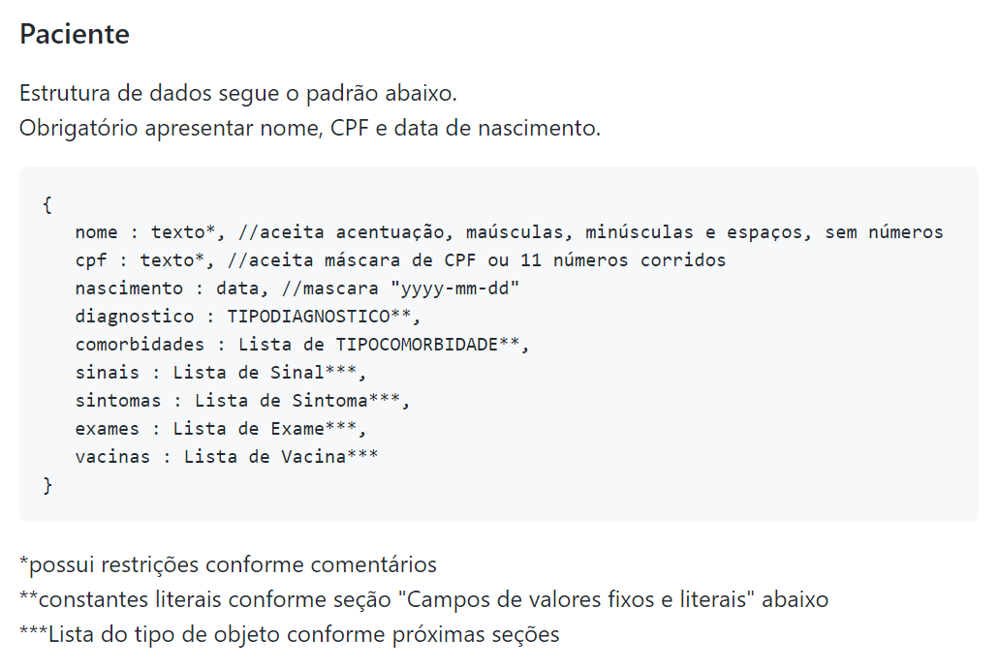 Paciente
Estrutura de dados segue o padrão abaixo.
Obrigatório apresentar nome, CPF e data de nascimento.
{
   nome : texto*, //aceita acentuação, maúsculas, minúsculas e espaços, sem números
   cpf : texto*, //aceita máscara de CPF ou 11 números corridos
   nascimento : data, //mascara "yyyy-mm-dd"
   diagnostico : TIPODIAGNOSTICO**,
   comorbidades : Lista de TIPOCOMORBIDADE**,
   sinais : Lista de Sinal***,
   sintomas : Lista de Sintoma***,
   exames : Lista de Exame***,
   vacinas : Lista de Vacina***
}
*possui restrições conforme comentários
**constantes literais conforme seção "Campos de valores fixos e literais" abaixo
***Lista do tipo de objeto conforme próximas seções